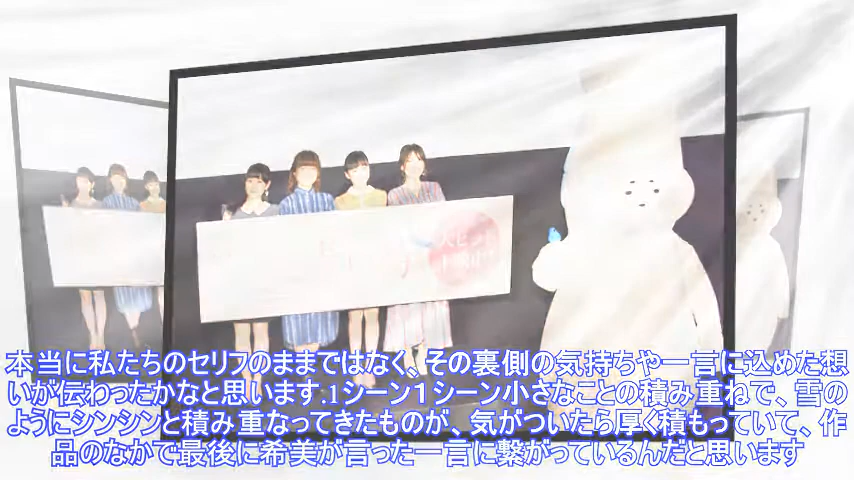 本当に私たちのセリフのままではなく、その裏側の気持ちや一言に込めた想
いが伝わったかなと思います.1シーン1シーン小さなことの積み重ねで、雪の
ようにシンシンと積み重なってきたものが、気がついたら厚く積もっていて、作
品のなかで最後に希美が言った一言に繋がっているんだと思います